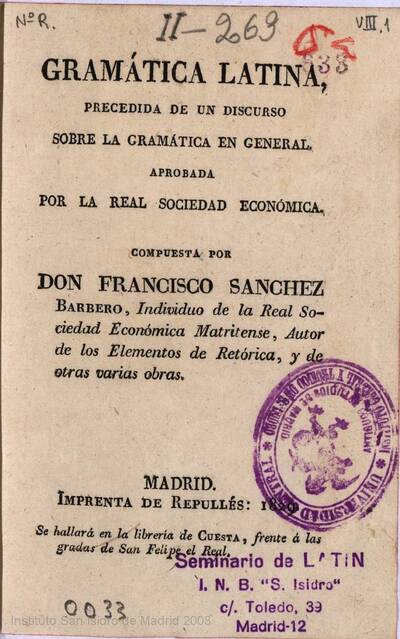 NºR.
II-269
VIII,1
GRAMÁTICA LATINA,
PRECEDIDA DE UN DISCURSO
SOBRE LA GRAMÁTICA EN GENERAL.
APROBADA
POR LA REAL SOCIEDAD ECONÓMICA.
COMPUESTA POR
DON FRANCISCO SANCHEZ
BARBERO, Individuo de la Real So-
ciedad Económica Matritense, Autor
de los Elementos de Retórica, y de
otras varias obras.
MADRID.
IMPRENTA DE REPULLÉS:
Se hallará en la librería de CUESTA, frente á las
gradas de San Felipe el Real.
Seminario de LATIN
I. N. B. "S. Isidro"
c/. Toledo, 39
Madrid-12
0033
Instituto San Isidro de Madrid 2008